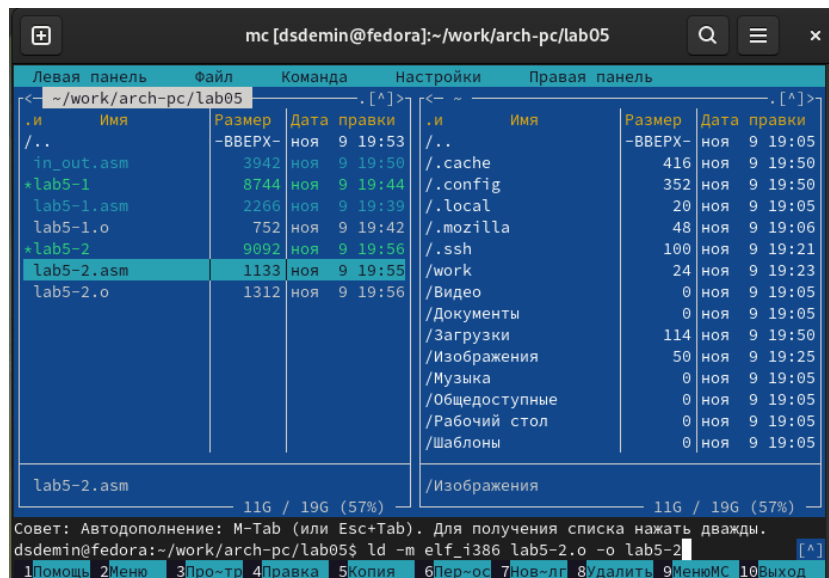 mc [dsdemin@fedora]:~/work/arch-pc/lab05
Левая панель Файл Команда Настройки Правая панель
<─ ~/work/arch-pc/lab05 .[^]>
.и Имя Размер Дата правки
/.. -ВВЕРХ- ноя 9 19:53
in_out.asm 3942 ноя 9 19:50
*lab5-1 8744 ноя 9 19:44
lab5-1.asm 2266 ноя 9 19:39
lab5-1.o 752 ноя 9 19:42
*lab5-2 9092 ноя 9 19:56
lab5-2.asm 1133 ноя 9 19:55
lab5-2.o 1312 ноя 9 19:56
lab5-2.asm
11G / 19G (57%)
<─ ~ .[^]>
.и Имя Размер Дата правки
/.. -ВВЕРХ- ноя 9 19:05
/.cache 416 ноя 9 19:50
/.config 352 ноя 9 19:50
/.local 20 ноя 9 19:05
/.mozilla 48 ноя 9 19:06
/.ssh 100 ноя 9 19:21
/work 24 ноя 9 19:23
/Видео 0 ноя 9 19:05
/Документы 0 ноя 9 19:05
/Загрузки 114 ноя 9 19:50
/Изображения 50 ноя 9 19:25
/Музыка 0 ноя 9 19:05
/Общедоступные 0 ноя 9 19:05
/Рабочий стол 0 ноя 9 19:05
/Шаблоны 0 ноя 9 19:05
/Изображения
11G / 19G (57%)
Совет: Автодополнение: M-Tab (или Esc+Tab). Для получения списка нажать дважды.
dsdemin@fedora:~/work/arch-pc/lab05$ ld -m elf_i386 lab5-2.o -o lab5-2 [^]
1Помощь 2Меню 3Про~тр 4Правка 5Копия 6Пер~ос 7Нов~лг 8Удалить 9МенюMC 10Выход